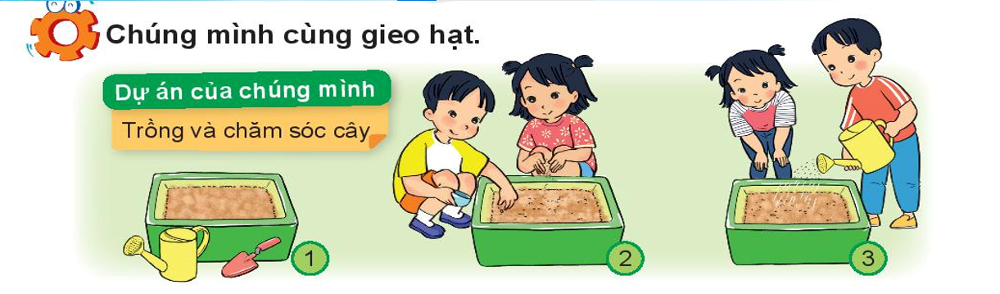 Chúng mình cùng gieo hạt.
Dự án của chúng mình
Trồng và chăm sóc cây
1
2
3